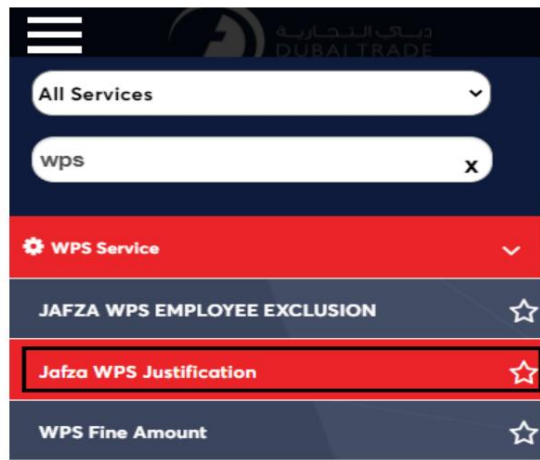 دبي التجارية
DUBAI TRADE
All Services
wps
x
WPS Service
JAFZA WPS EMPLOYEE EXCLUSION
Jafza WPS Justification
WPS Fine Amount